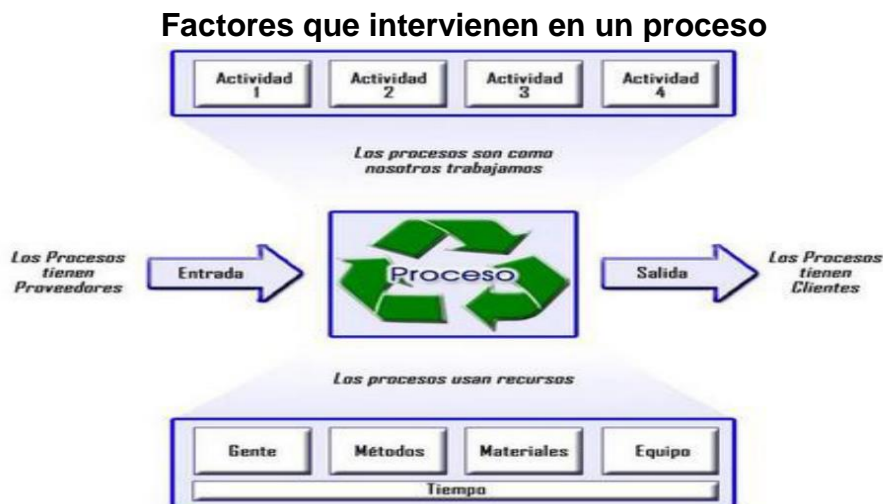 Factores que intervienen en un proceso
Actividad
1
Actividad
2
Actividad
3
Actividad
4
Los procesos son como
nosotros trabajamos
Los Procesos
tienen
Proveedores
Entrada
Proceso
Salida
Los Procesos
tienen
Clientes
Los procesos usan recursos
Gente
Métodos
Materiales
Equipo
Tiempo